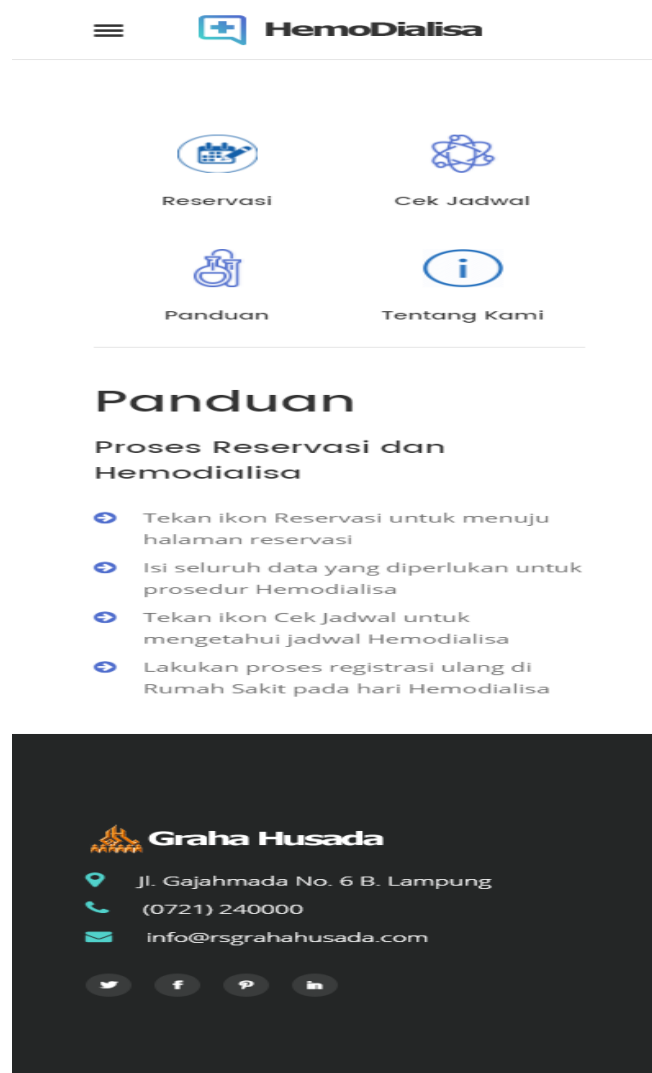 HemoDialisa
Reservasi
Cek Jadwal
Panduan
Tentang Kami
Panduan
Proses Reservasi dan
Hemodialisa
Tekan ikon Reservasi untuk menuju
halaman reservasi
Isi seluruh data yang diperlukan untuk
prosedur Hemodialisa
Tekan ikon Cek Jadwal untuk
mengetahui jadwal Hemodialisa
Lakukan proses registrasi ulang di
Rumah Sakit pada hari Hemodialisa
Graha Husada
Jl. Gajahmada No. 6 B. Lampung
(0721) 240000
info@rsgrahahusada.com